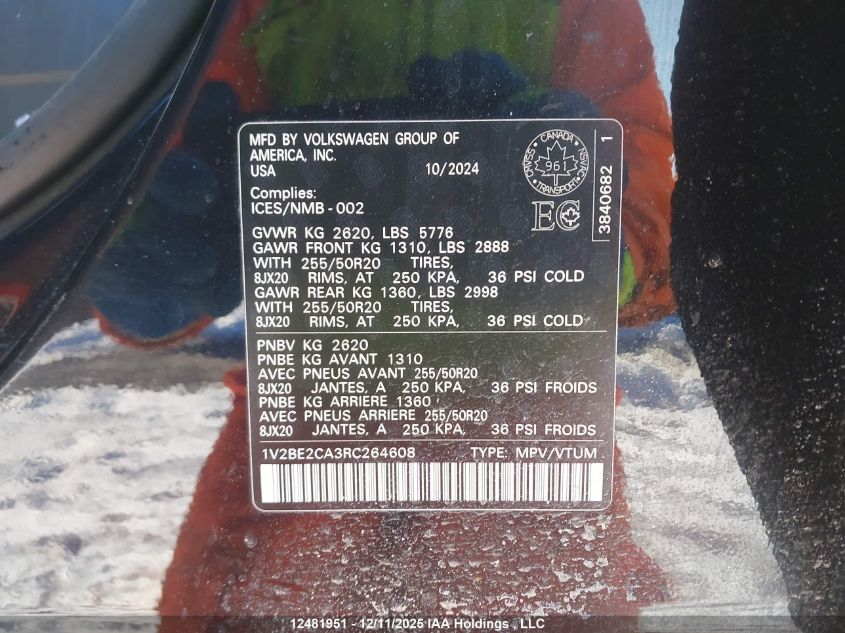 MFD BY VOLKSWAGEN GROUP OF
AMERICA, INC.
USA 10/2024
CANADA
961
TRANSPORT
NSVAC
3840682 1
Complies:
ICES/NMB - 002
EC
GVWR KG 2620, LBS 5776
GAWR FRONT KG 1310, LBS 2888
WITH 255/50R20 TIRES,
8JX20 RIMS, AT 250 KPA, 36 PSI COLD
GAWR REAR KG 1360, LBS 2998
WITH 255/50R20 TIRES,
8JX20 RIMS, AT 250 KPA, 36 PSI COLD
PNBV KG 2620
PNBE KG AVANT 1310
AVEC PNEUS AVANT 255/50R20
8JX20 JANTES, A 250 KPA, 36 PSI FROIDS
PNBE KG ARRIERE 1360
AVEC PNEUS ARRIERE 255/50R20
8JX20 JANTES, A 250 KPA, 36 PSI FROIDS
1V2BE2CA3RC264608 TYPE: MPV/VTUM
12481951 - 12/11/2025 IAA Holdings , LLC